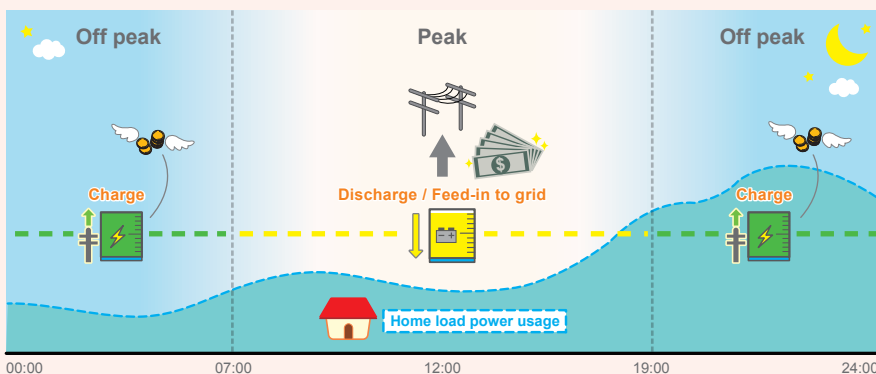 Off peak
Peak
Off peak
Charge
Discharge / Feed-in to grid
Charge
Home load power usage
00:00
07:00
12:00
19:00
24:00